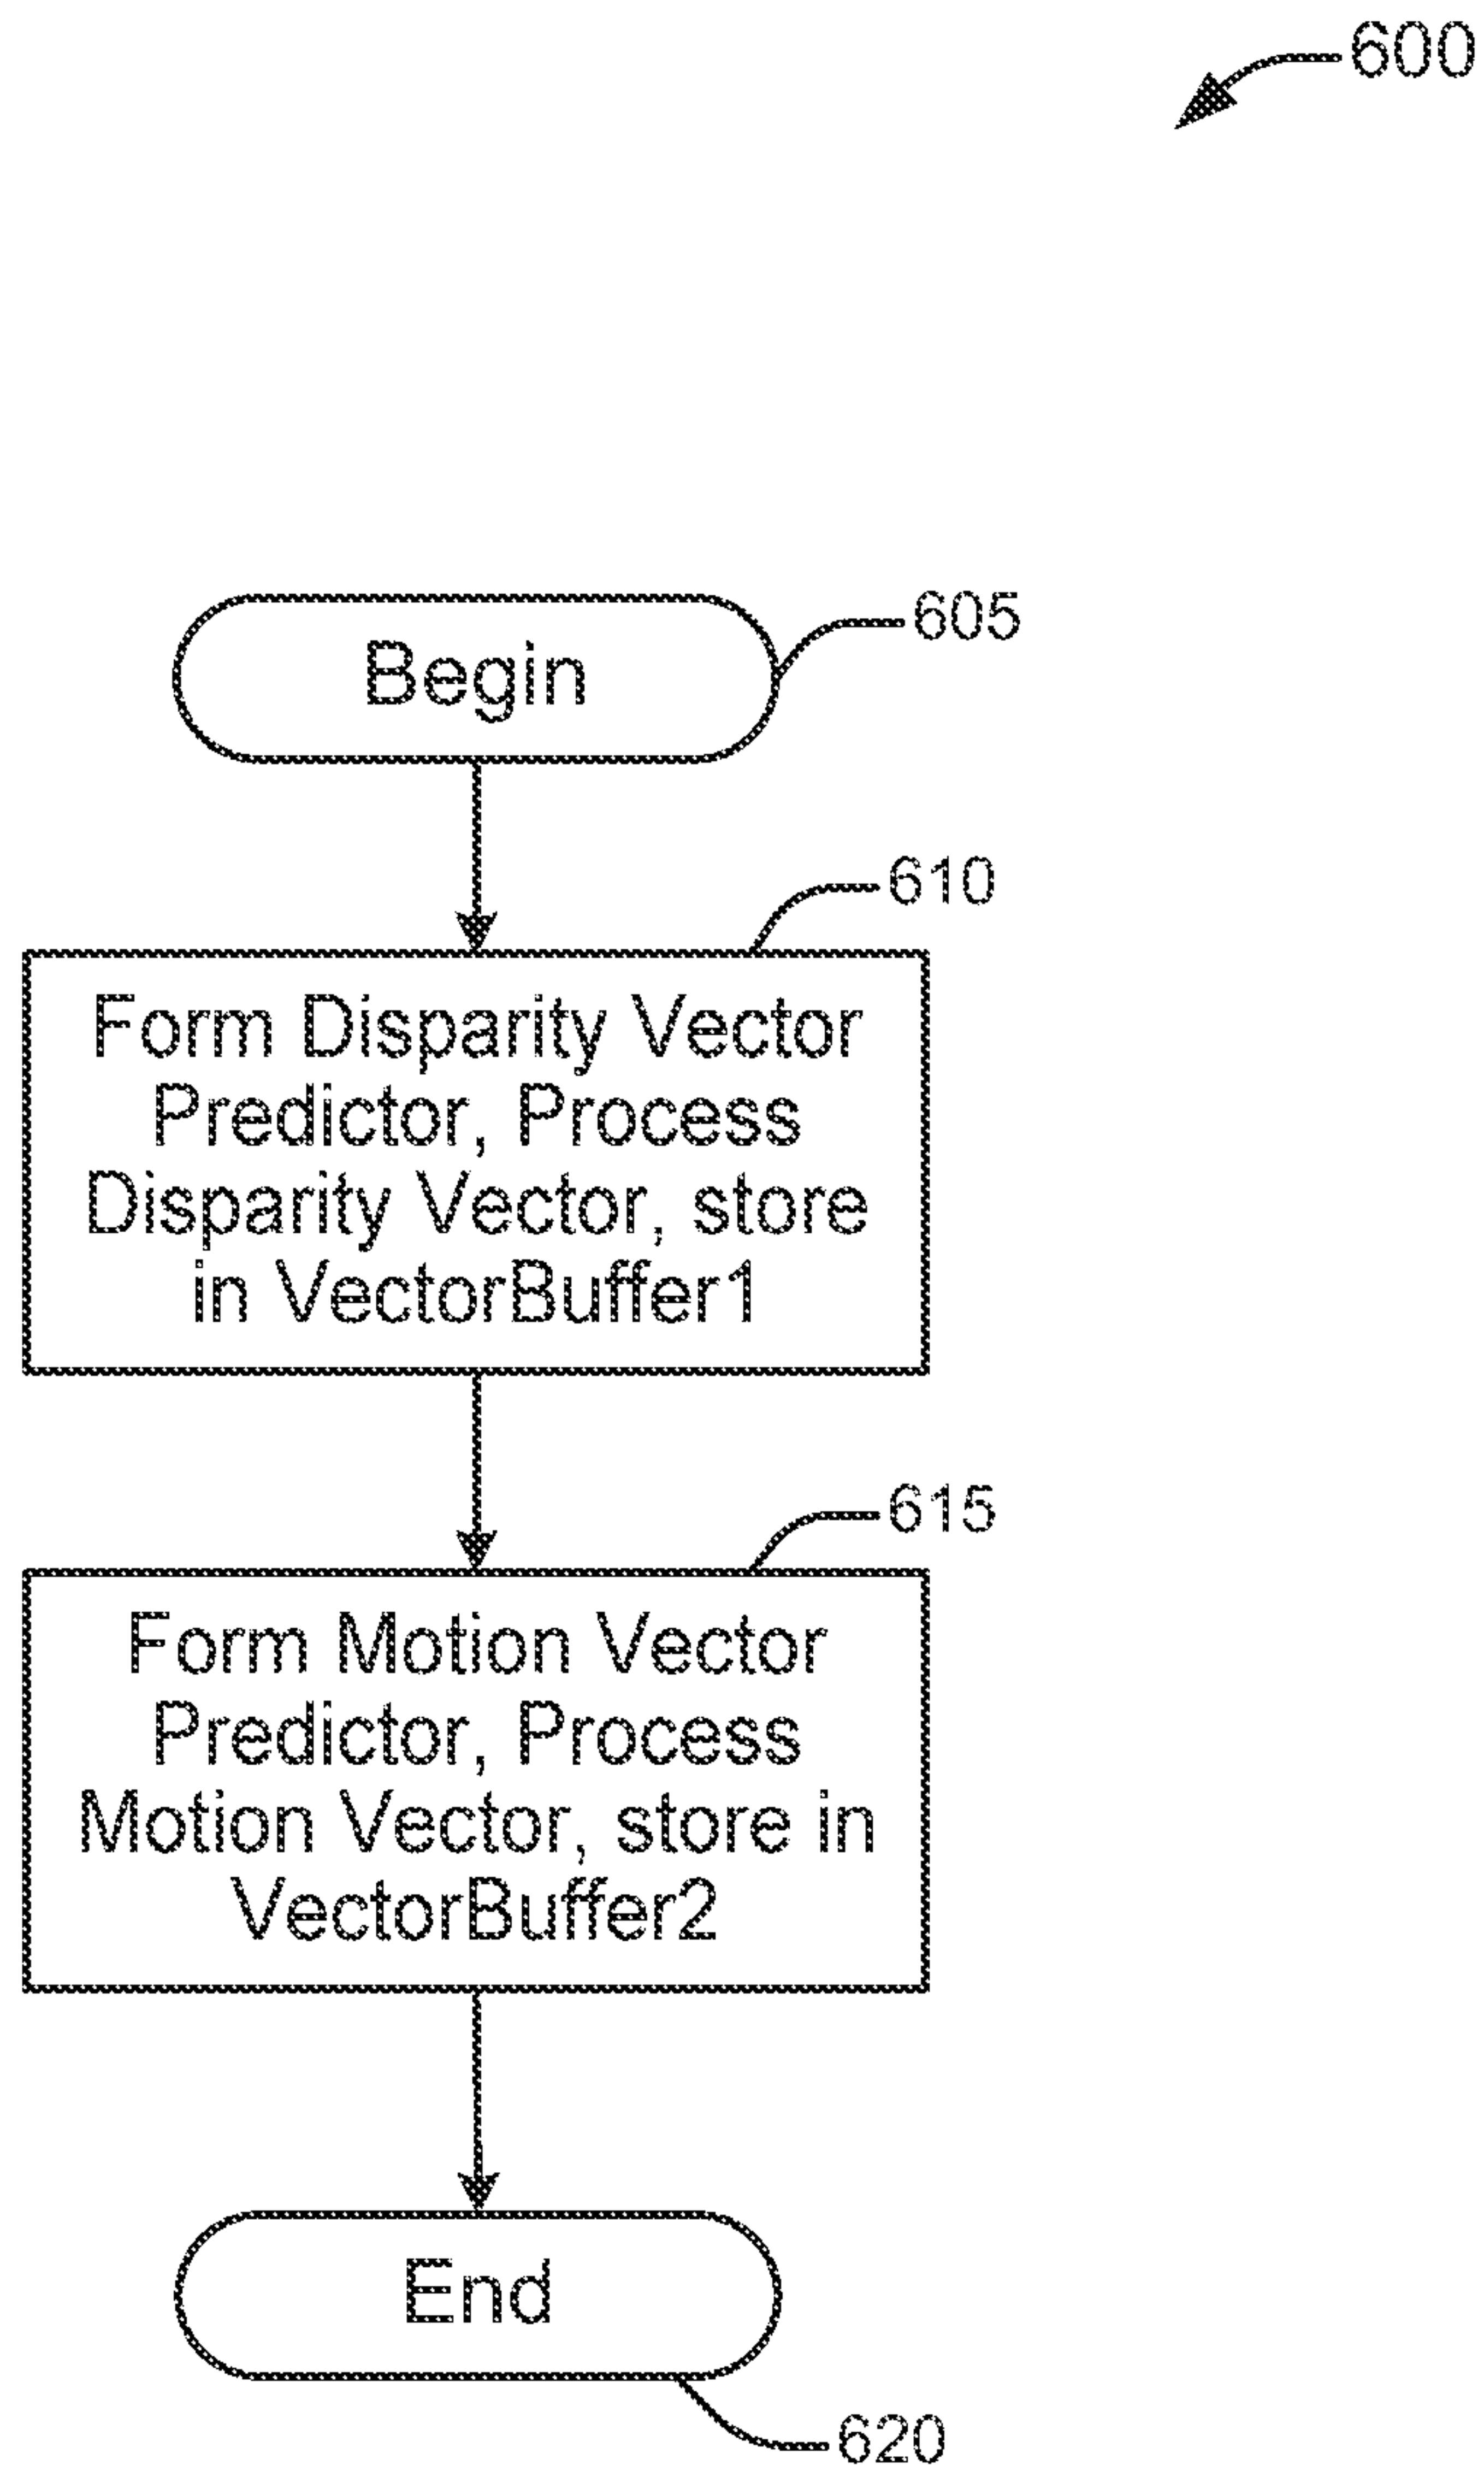 600
Begin
605
610
Form Disparity Vector
Predictor, Process
Disparity Vector, store
in VectorBuffer1
615
Form Motion Vector
Predictor, Process
Motion Vector, store in
VectorBuffer2
End
620